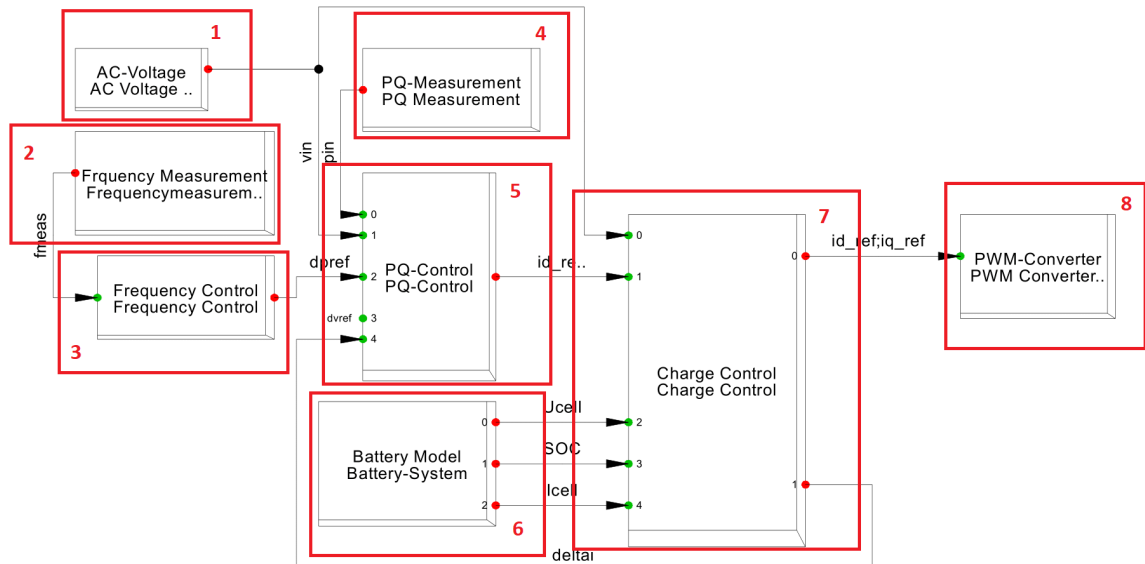 1
AC-Voltage
AC Voltage ..
2
Frquency Measurement
Frequencymeasurem..
fmeas
3
Frequency Control
Frequency Control
4
PQ-Measurement
PQ Measurement
vin
pin
dpref
5
0
1
2
dvref 3
4
PQ-Control
PQ-Control
id_re..
6
Battery Model
Battery-System
0
1
2
Ucell
SOC
Icell
deltai
7
0
1
2
3
4
Charge Control
Charge Control
0
1
id_ref;iq_ref
8
PWM-Converter
PWM Converter..